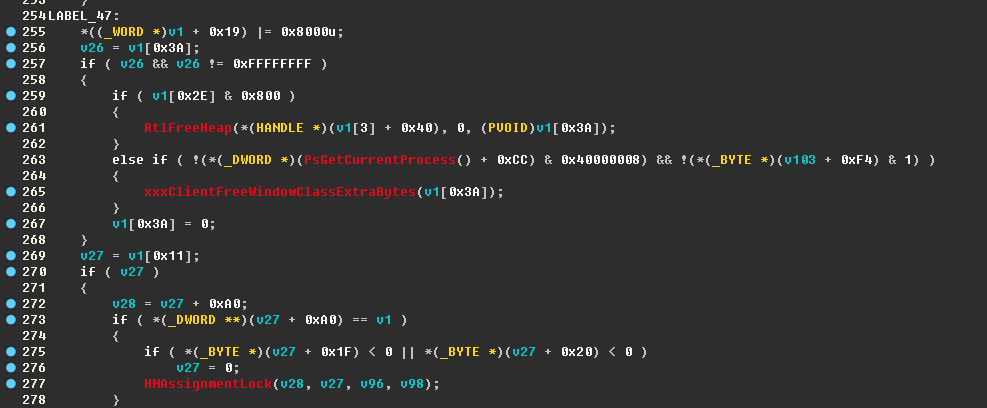 254 LABEL_47:
255 *((_WORD *)v1 + 0x19) |= 0x8000u;
256 v26 = v1[0x3A];
257 if ( v26 && v26 != 0xFFFFFFFF )
258 {
259 if ( v1[0x2E] & 0x800 )
260 {
261 RtlFreeHeap(*(HANDLE *)(v1[3] + 0x40), 0, (PVOID)v1[0x3A]);
262 }
263 else if ( !(*(_DWORD *)(PsGetCurrentProcess() + 0xCC) & 0x40000008) && !(*(_BYTE *)(v103 + 0xF4) & 1) )
264 {
265 xxxClientFreeWindowClassExtraBytes(v1[0x3A]);
266 }
267 v1[0x3A] = 0;
268 }
269 v27 = v1[0x11];
270 if ( v27 )
271 {
272 v28 = v27 + 0xA0;
273 if ( *(_DWORD **)(v27 + 0xA0) == v1 )
274 {
275 if ( *(_BYTE *)(v27 + 0x1F) < 0 || *(_BYTE *)(v27 + 0x20) < 0 )
276 v27 = 0;
277 HMAssignmentLock(v28, v27, v96, v98);
278 }